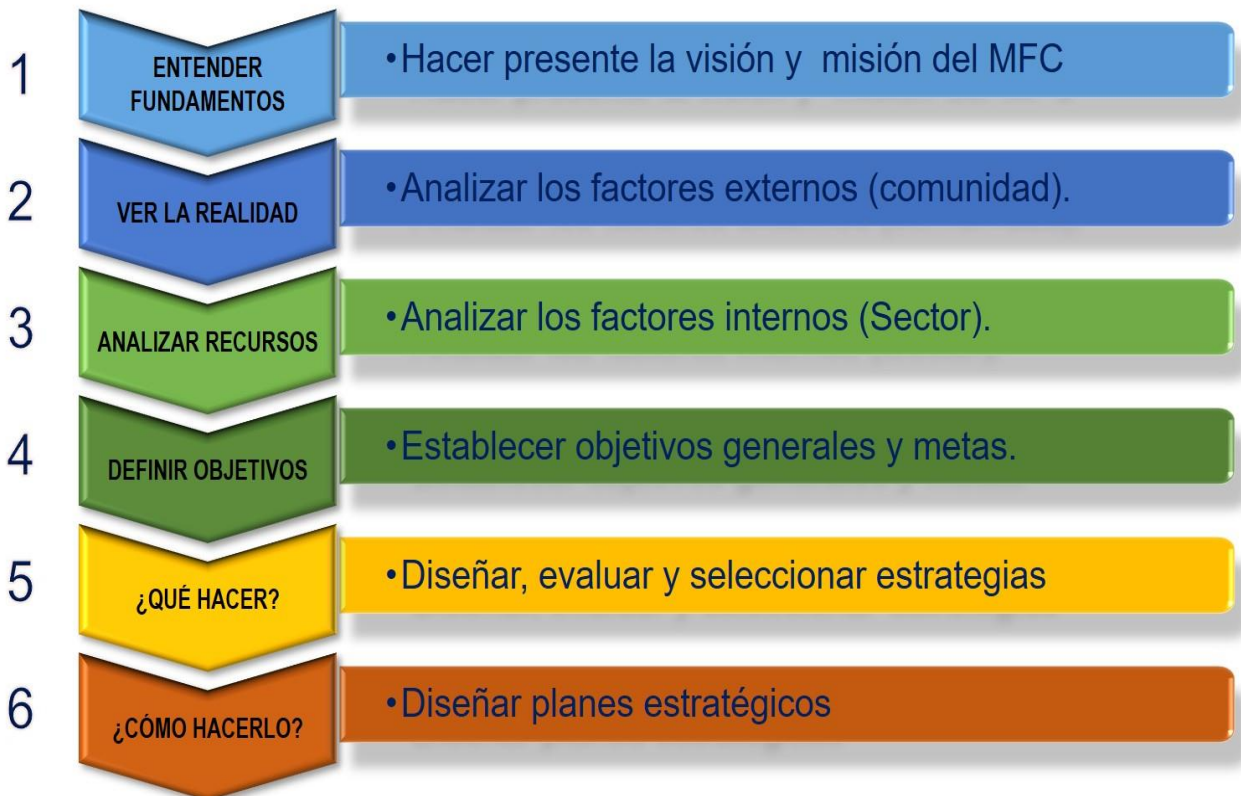 1
ENTENDER
FUNDAMENTOS
•Hacer presente la visión y misión del MFC
2
VER LA REALIDAD
•Analizar los factores externos (comunidad).
3
ANALIZAR RECURSOS
•Analizar los factores internos (Sector).
4
DEFINIR OBJETIVOS
•Establecer objetivos generales y metas.
5
¿QUÉ HACER?
•Diseñar, evaluar y seleccionar estrategias
6
¿CÓMO HACERLO?
•Diseñar planes estratégicos